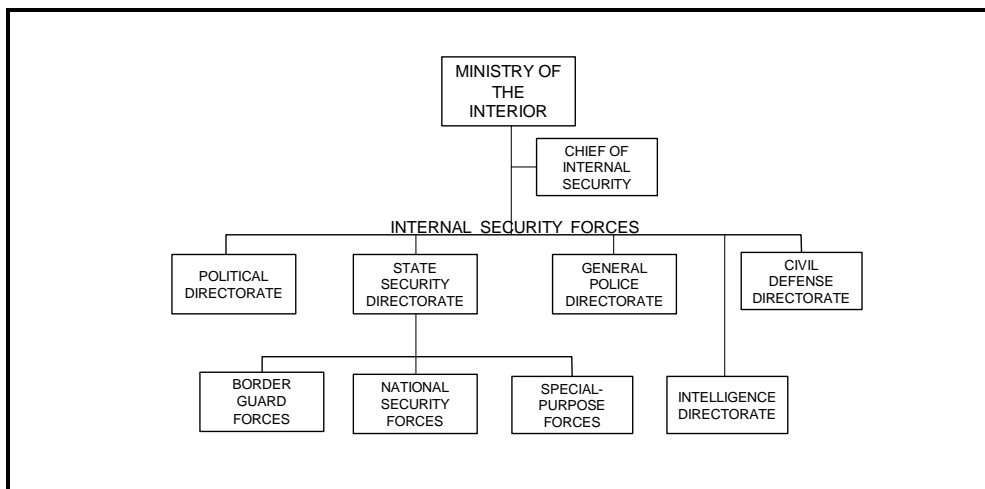 MINISTRY OF
THE
INTERIOR
CHIEF OF
INTERNAL
SECURITY
INTERNAL SECURITY FORCES
POLITICAL
DIRECTORATE
STATE
SECURITY
DIRECTORATE
GENERAL
POLICE
DIRECTORATE
CIVIL
DEFENSE
DIRECTORATE
BORDER
GUARD
FORCES
NATIONAL
SECURITY
FORCES
SPECIAL-
PURPOSE
FORCES
INTELLIGENCE
DIRECTORATE